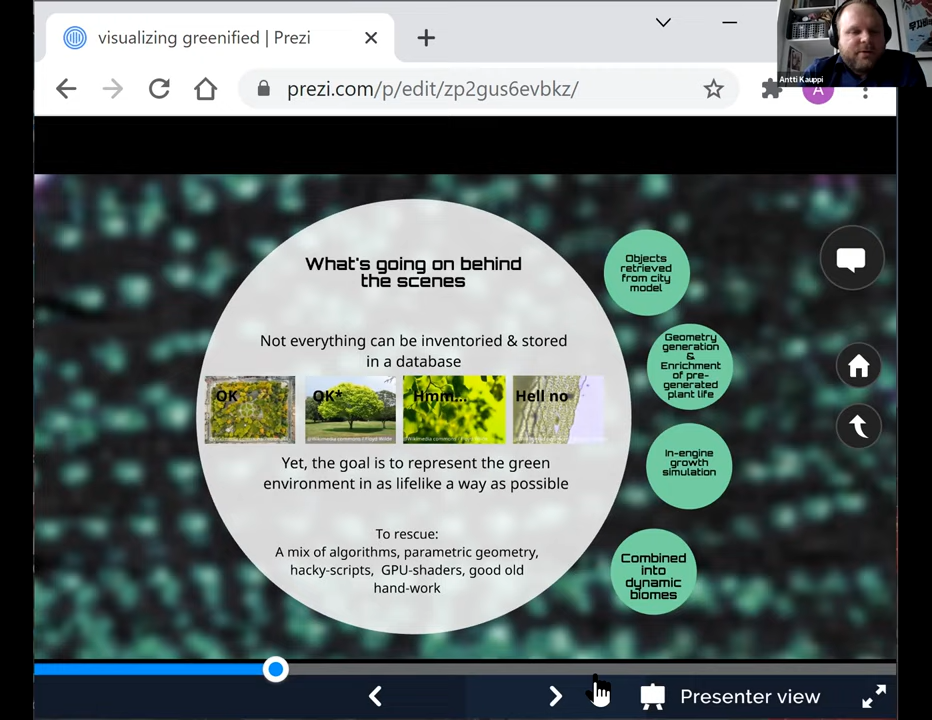 visualizing greenified | Prezi
prezi.com/p/edit/zp2gus6evbkz/
A
Antti Kauppi
What's going on behind
the scenes
Not everything can be inventoried & stored
in a database
OK
OK*
Hmm...
Hell no
Yet, the goal is to represent the green
environment in as lifelike a way as possible
To rescue:
A mix of algorithms, parametric geometry,
hacky-scripts, GPU-shaders, good old
hand-work
Objects
retrieved
from city
model
Geometry
generation
&
Enrichment
of pre-
generated
plant life
In-engine
growth
simulation
Combined
into
dynamic
biomes
Presenter view